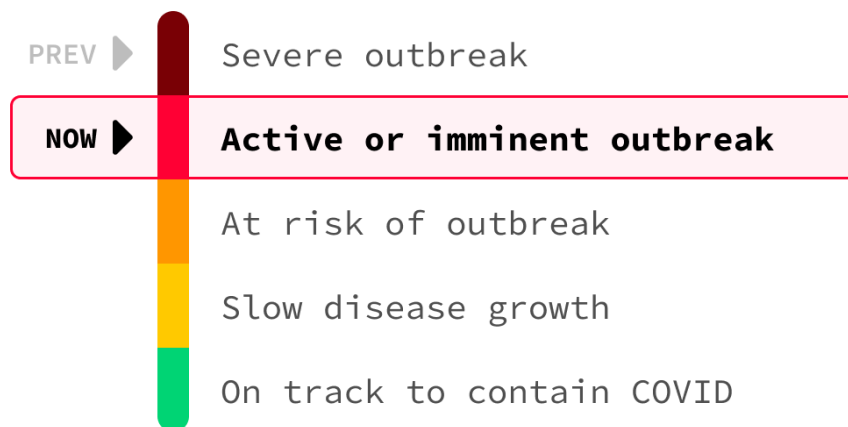 PREV Severe outbreak
NOW Active or imminent outbreak
At risk of outbreak
Slow disease growth
On track to contain COVID